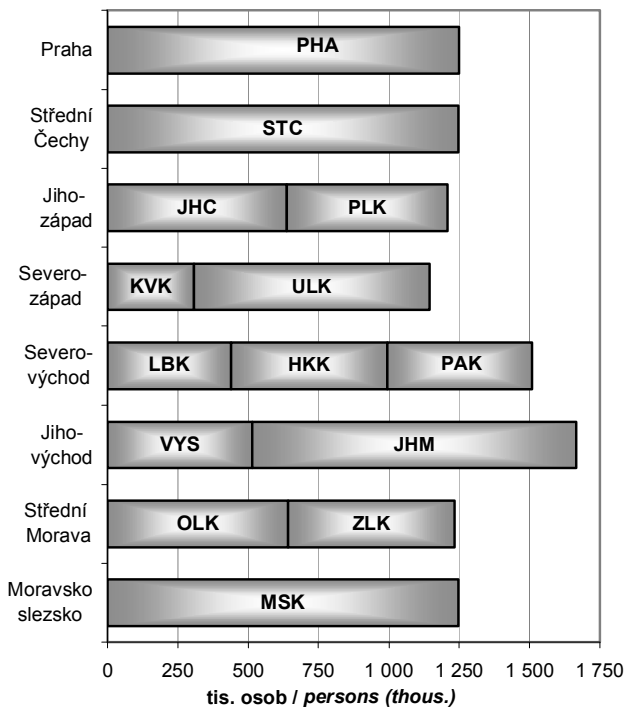 Praha
PHA
Střední
Čechy
STC
Jiho-
západ
JHC PLK
Severo-
západ
KVK ULK
Severo-
východ
LBK HKK PAK
Jiho-
východ
VYS JHM
Střední
Morava
OLK ZLK
Moravsko
slezsko
MSK
0 250 500 750 1 000 1 250 1 500 1 750
tis. osob / persons (thous.)